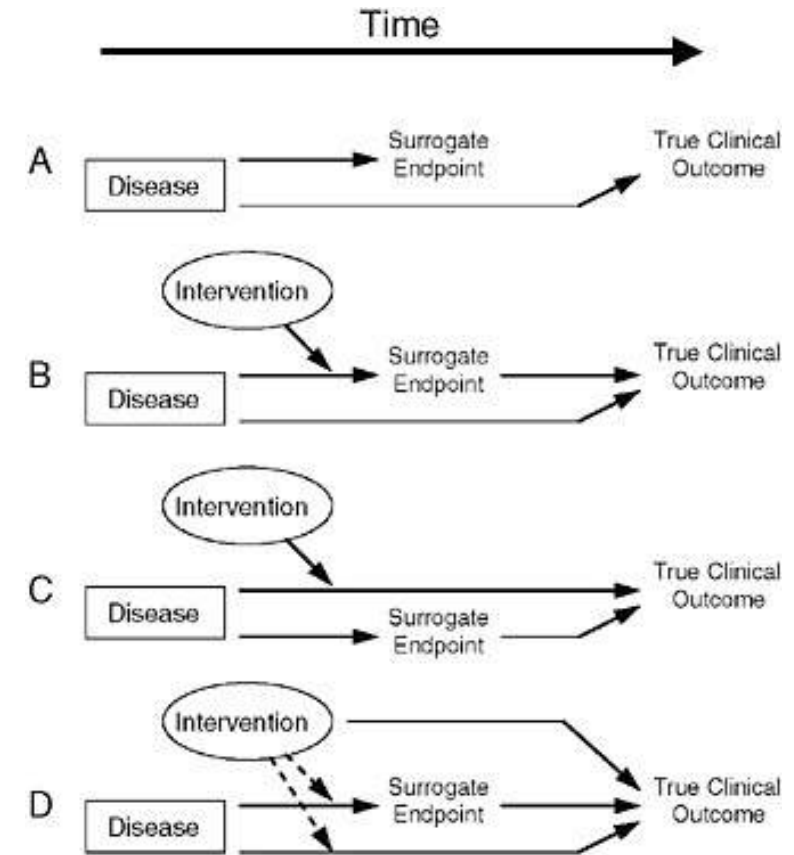 Time
A
Disease
Surrogate
Endpoint
True Clinical
Outcome
Intervention
B
Disease
Surrogate
Endpoint
True Clinical
Outcome
Intervention
C
Disease
Surrogate
Endpoint
True Clinical
Outcome
Intervention
D
Disease
Surrogate
Endpoint
True Clinical
Outcome